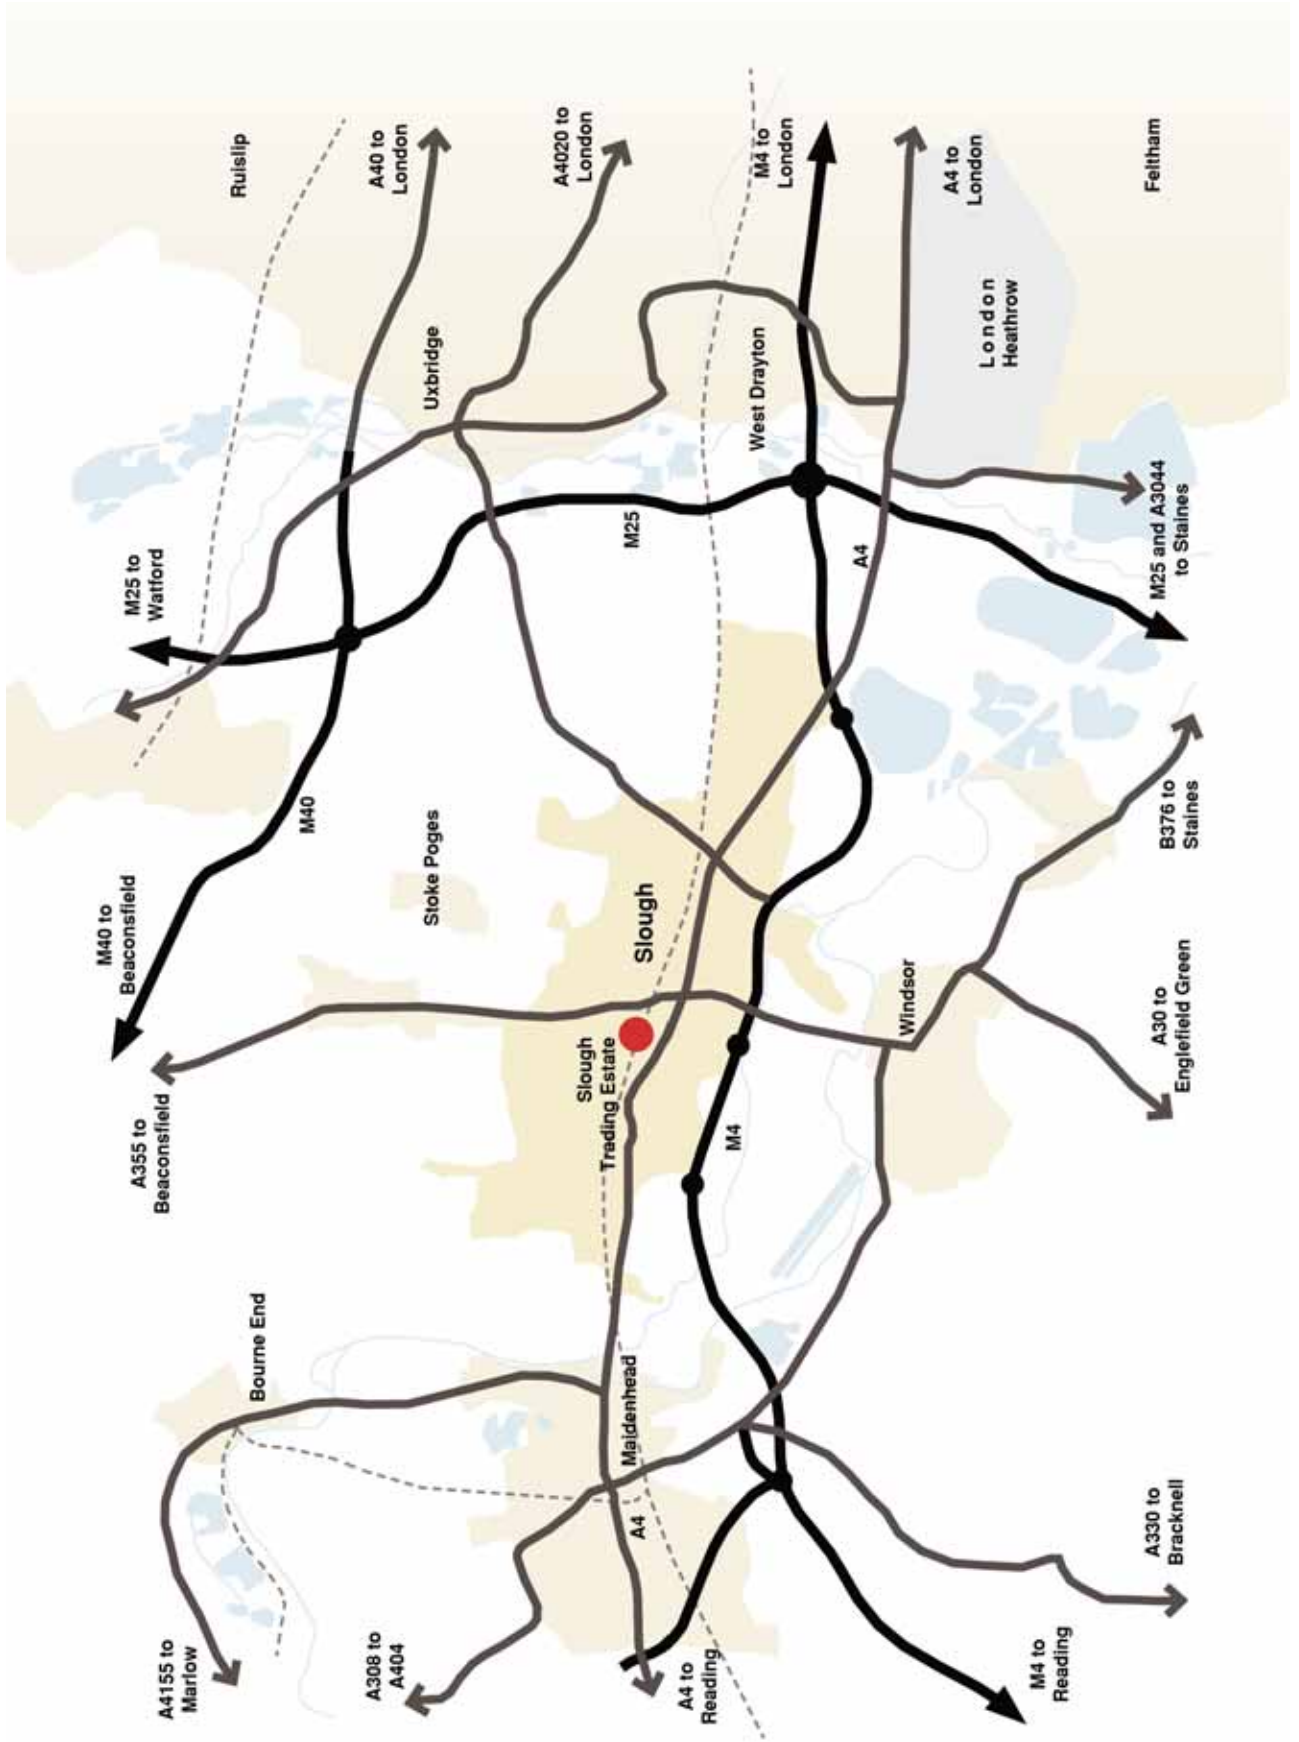 A4155 to
Marlow
Bourne End
A355 to
Beaconsfield
M40 to
Beaconsfield
M40
M25 to
Watford
Ruislip
A40 to
London
A308 to
A404
Stoke Poges
Uxbridge
A4020 to
London
A4
Maidenhead
Slough
Trading Estate
Slough
M25
A4 to
Reading
M4
West Drayton
M4 to
London
Windsor
A4
A4 to
London
London
Heathrow
M4 to
Reading
A330 to
Bracknell
A30 to
Englefield Green
B376 to
Staines
M25 and A3044
to Staines
Feltham